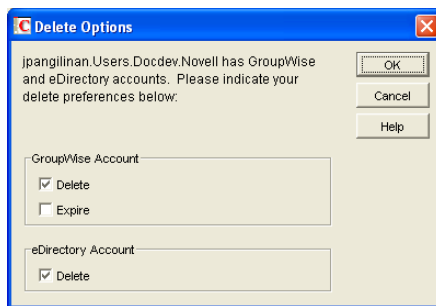 Delete Options
jpangilinan.Users.Docdev.Novell has GroupWise
and eDirectory accounts. Please indicate your
delete preferences below:
OK
Cancel
Help
GroupWise Account
Delete
Expire
eDirectory Account
Delete